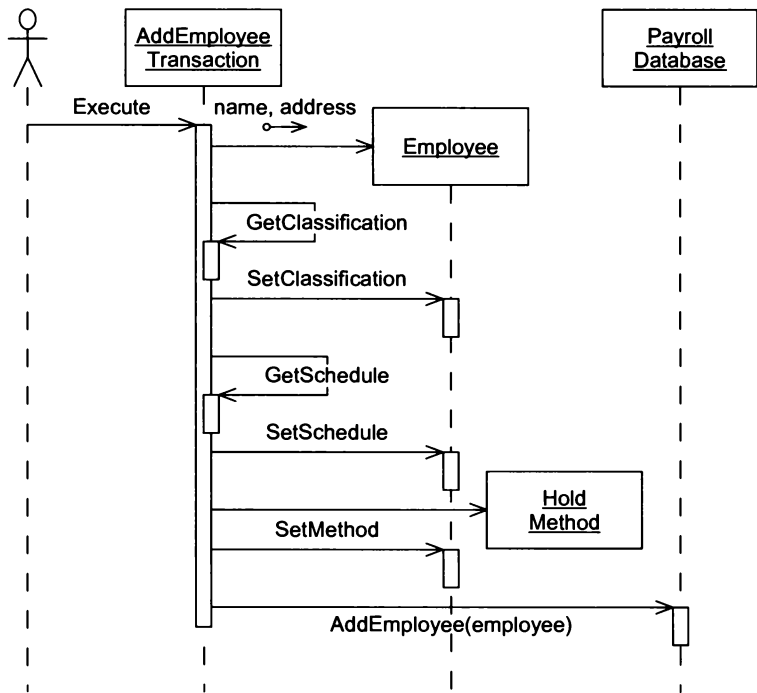 AddEmployee
Transaction
Payroll
Database
Execute
name, address
Employee
GetClassification
SetClassification
GetSchedule
SetSchedule
Hold
Method
SetMethod
AddEmployee(employee)